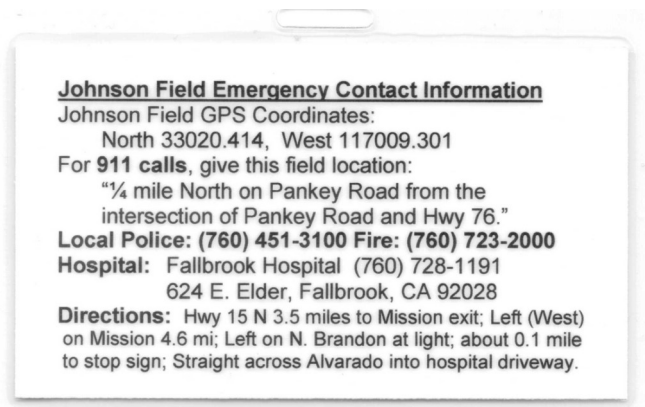 Johnson Field Emergency Contact Information
Johnson Field GPS Coordinates:
North 33020.414, West 117009.301
For 911 calls, give this field location:
“¼ mile North on Pankey Road from the
intersection of Pankey Road and Hwy 76.”
Local Police: (760) 451-3100 Fire: (760) 723-2000
Hospital: Fallbrook Hospital (760) 728-1191
624 E. Elder, Fallbrook, CA 92028
Directions: Hwy 15 N 3.5 miles to Mission exit; Left (West)
on Mission 4.6 mi; Left on N. Brandon at light; about 0.1 mile
to stop sign; Straight across Alvarado into hospital driveway.